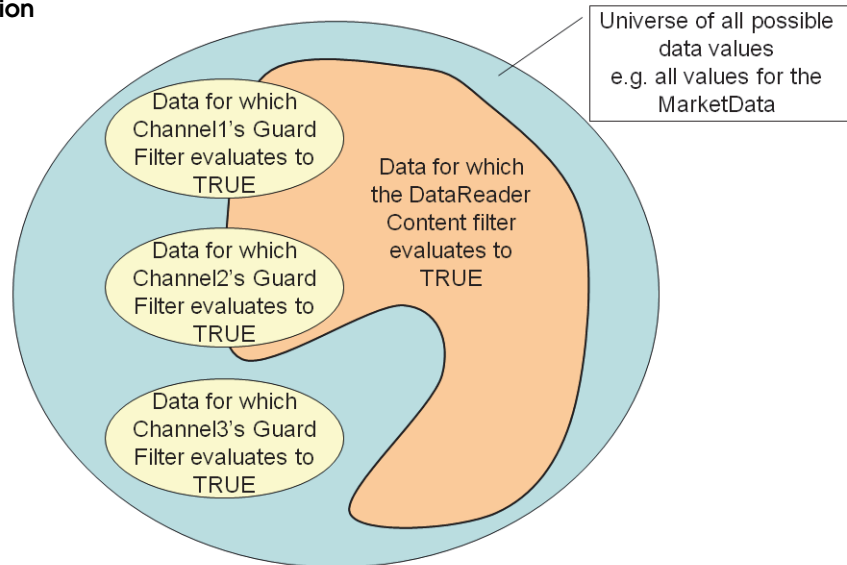 ion
Universe of all possible
data values
e.g. all values for the
MarketData
Data for which
Channel1's Guard
Filter evaluates to
TRUE
Data for which
the DataReader
Content filter
evaluates to
TRUE
Data for which
Channel2's Guard
Filter evaluates to
TRUE
Data for which
Channel3's Guard
Filter evaluates to
TRUE